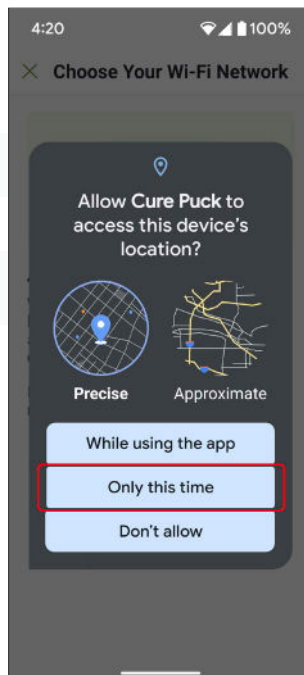 4:20
100%
Choose Your Wi-Fi Network
Allow Cure Puck to
access this device's
location?
Precise
Approximate
While using the app
Only this time
Don't allow